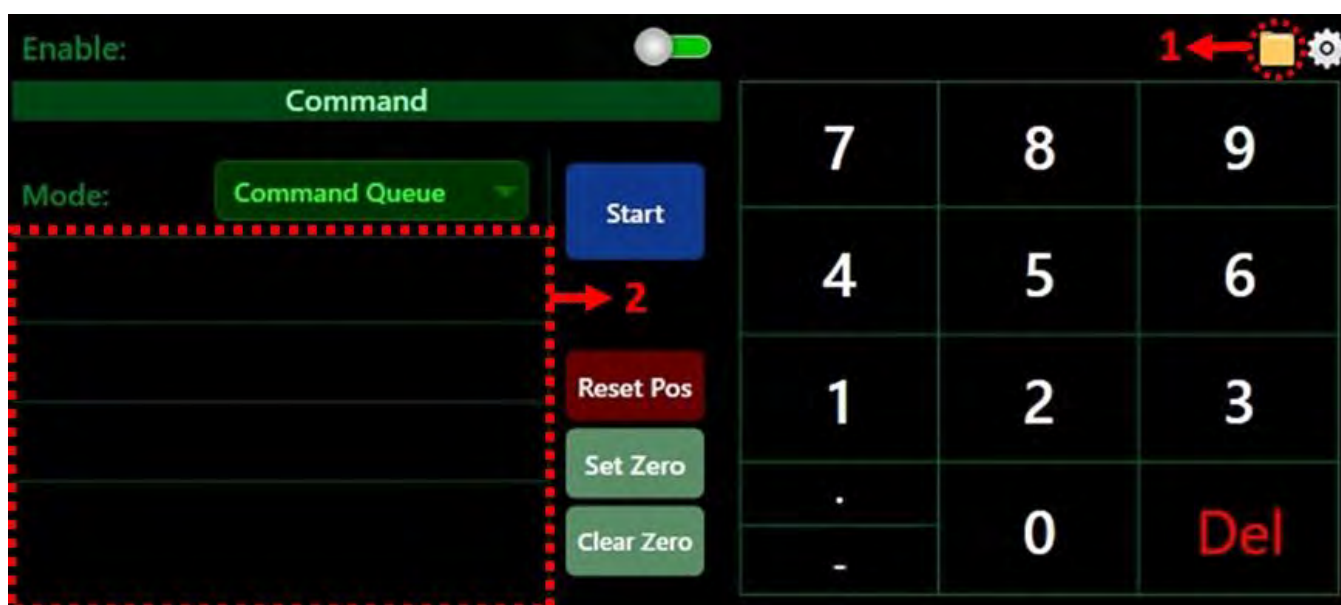 Enable:
1
Command
Mode:
Command Queue
Start
2
Reset Pos
Set Zero
Clear Zero
7 8 9
4 5 6
1 2 3
.
-
0
Del